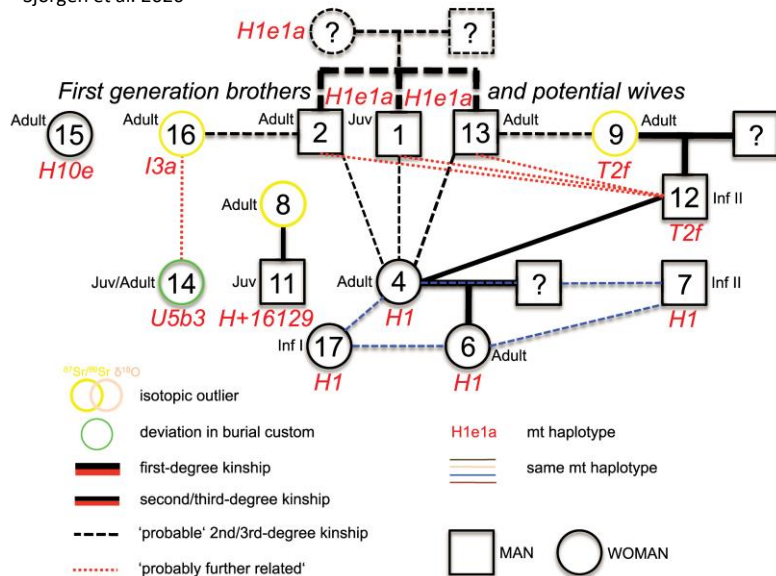 Sjörgen et al. 2020
H1e1a ? ?
First generation brothers H1e1a H1e1a and potential wives
Adult 15 Adult 16 Adult 2 Juv 1 13 Adult 9 Adult ?
H10e I3a T2f
12 Inf II
T2f
Adult 8
Juv/Adult 14 Juv 11 Adult 4 ? 7 Inf II
U5b3 H+16129 H1 H1
Inf I 17 6 Adult
H1 H1
⁸⁷Sr/⁸⁶Sr δ¹⁸O
isotopic outlier
deviation in burial custom
H1e1a mt haplotype
first-degree kinship
same mt haplotype
second/third-degree kinship
'probable' 2nd/3rd-degree kinship
MAN WOMAN
'probably further related'